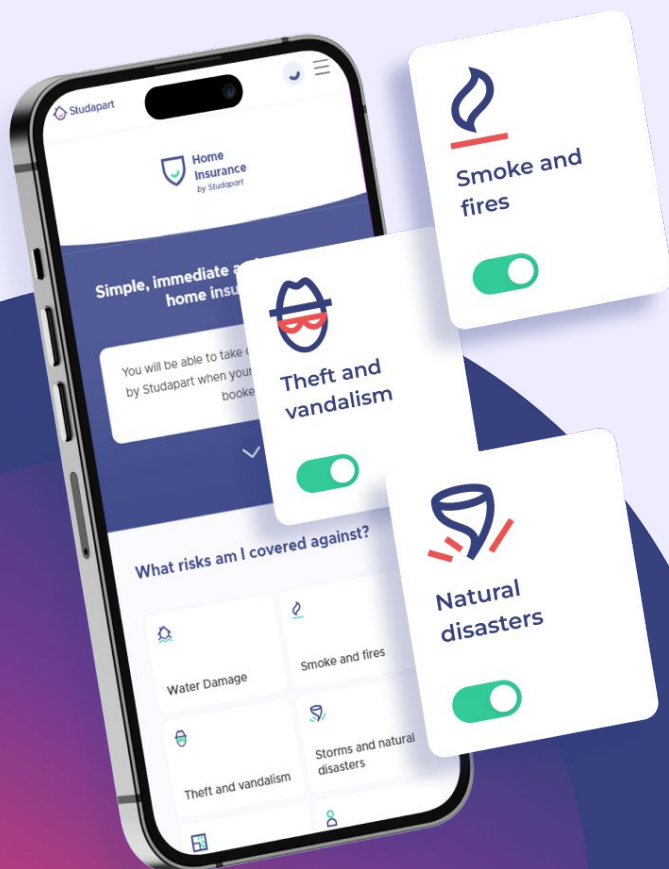 Studapart
Home
Insurance
by Studapart
Simple, immediate
home
You will be able to take
by Studapart when your
What risks am I covered against?
Water Damage
Smoke and fires
Theft and vandalism
Storms and natural
disasters
Smoke and
fires
Theft and
vandalism
Natural
disasters